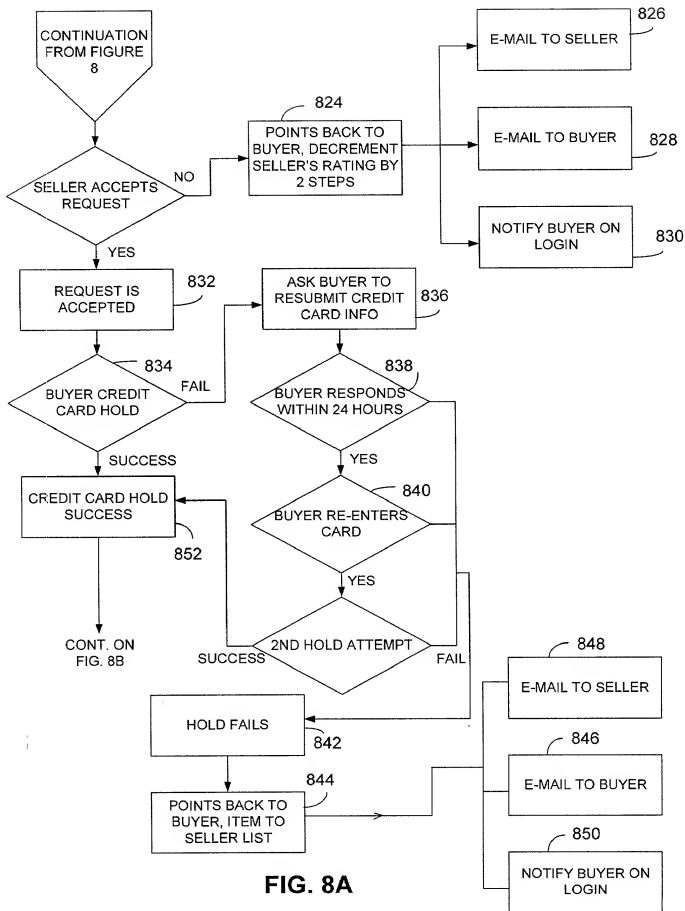 CONTINUATION
FROM FIGURE
8
826
E-MAIL TO SELLER
824
POINTS BACK TO
BUYER, DECREMENT
SELLER'S RATING BY
2 STEPS
E-MAIL TO BUYER
828
NO
SELLER ACCEPTS
REQUEST
NOTIFY BUYER ON
LOGIN
830
YES
REQUEST IS
ACCEPTED
832
ASK BUYER TO
RESUBMIT CREDIT
CARD INFO
836
834
BUYER CREDIT
CARD HOLD
FAIL
838
BUYER RESPONDS
WITHIN 24 HOURS
SUCCESS
YES
CREDIT CARD HOLD
SUCCESS
852
840
BUYER RE-ENTERS
CARD
YES
CONT. ON
FIG. 8B
2ND HOLD ATTEMPT
SUCCESS
FAIL
848
E-MAIL TO SELLER
HOLD FAILS
842
846
E-MAIL TO BUYER
844
POINTS BACK TO
BUYER, ITEM TO
SELLER LIST
850
NOTIFY BUYER ON
LOGIN
FIG. 8A